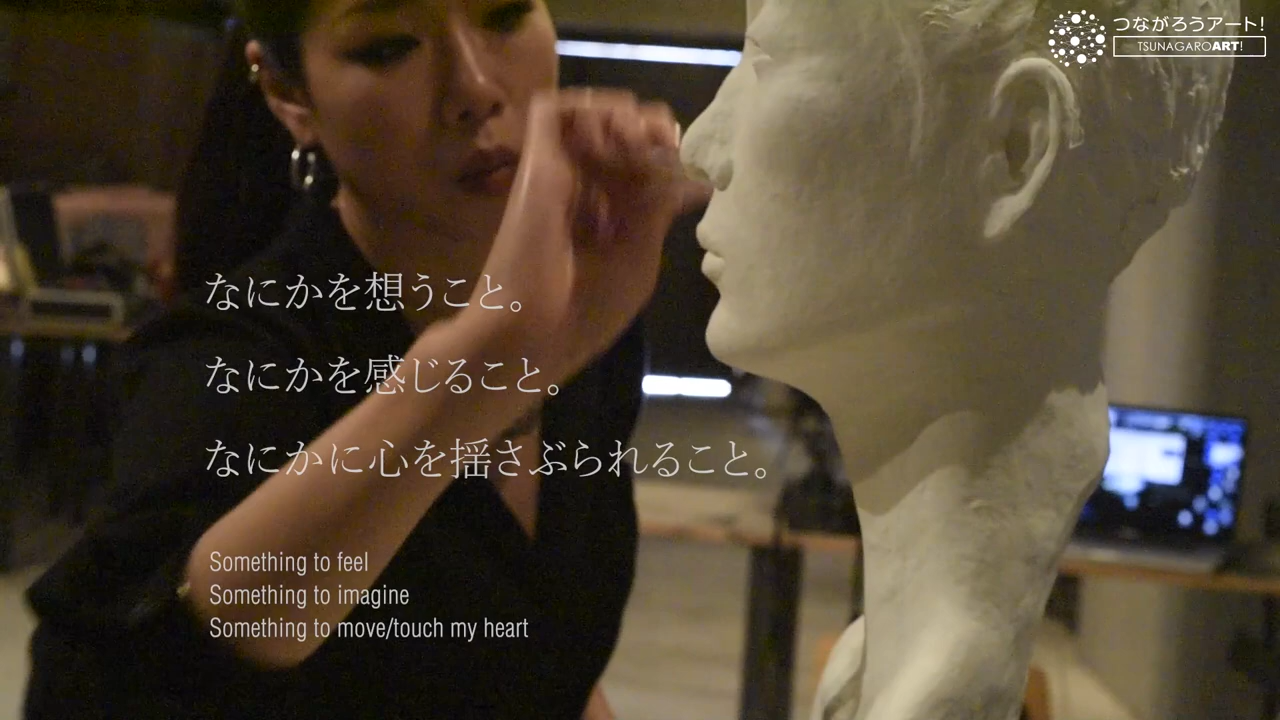 つながろうアート!
TSUNAGAROART!
なにかを想うこと。
なにかを感じること。
なにかに心を揺さぶられること。
Something to feel
Something to imagine
Something to move/touch my heart